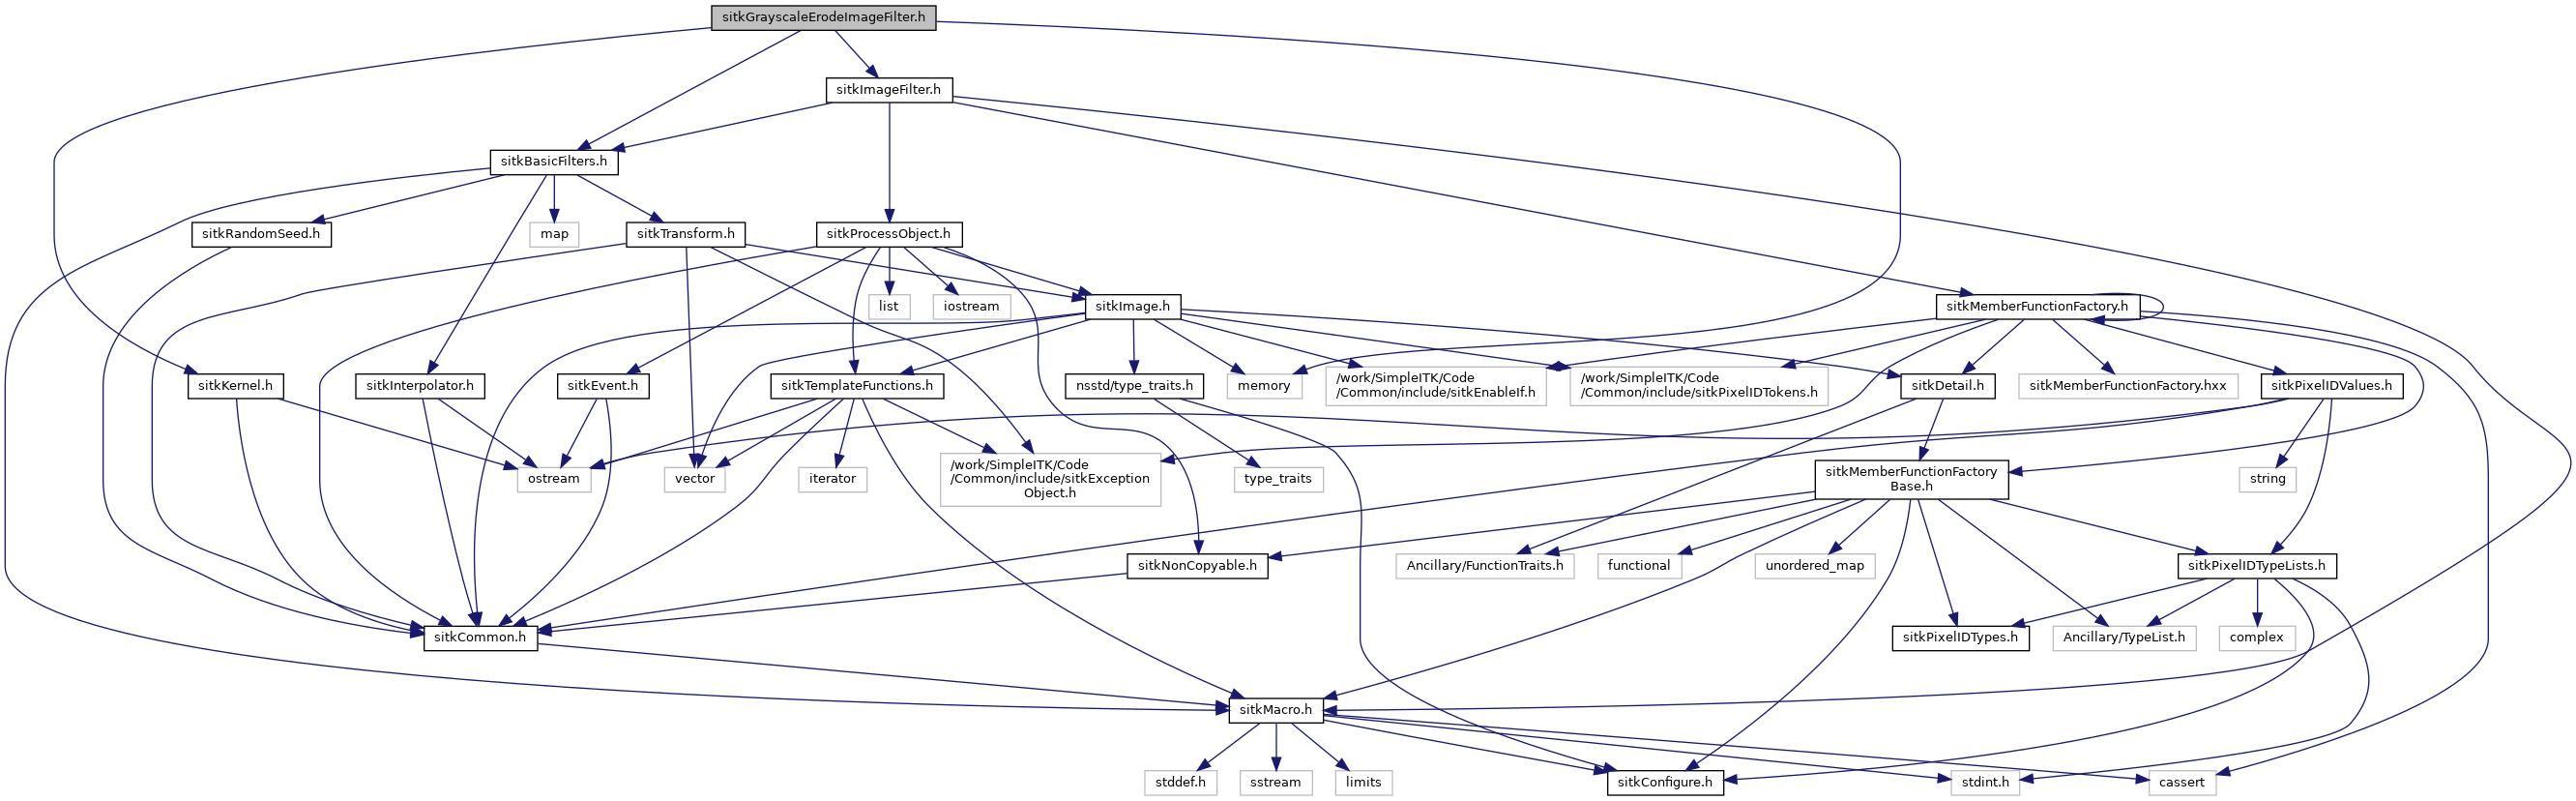 sitkGrayscaleErodeImageFilter.h
sitkImageFilter.h
sitkBasicFilters.h
sitkRandomSeed.h
map
sitkTransform.h
sitkProcessObject.h
list
iostream
sitkImage.h
sitkMemberFunctionFactory.h
sitkKernel.h
sitkInterpolator.h
sitkEvent.h
sitkTemplateFunctions.h
nsstd/type_traits.h
memory
/work/SimpleITK/Code
/Common/include/sitkEnableIf.h
/work/SimpleITK/Code
/Common/include/sitkPixelIDTokens.h
sitkDetail.h
sitkMemberFunctionFactory.hxx
sitkPixelIDValues.h
ostream
vector
iterator
/work/SimpleITK/Code
/Common/include/sitkException
Object.h
type_traits
sitkMemberFunctionFactory
Base.h
string
sitkNonCopyable.h
Ancillary/FunctionTraits.h
functional
unordered_map
sitkPixelIDTypeLists.h
sitkCommon.h
sitkPixelIDTypes.h
Ancillary/TypeList.h
complex
sitkMacro.h
stddef.h
sstream
limits
sitkConfigure.h
stdint.h
cassert